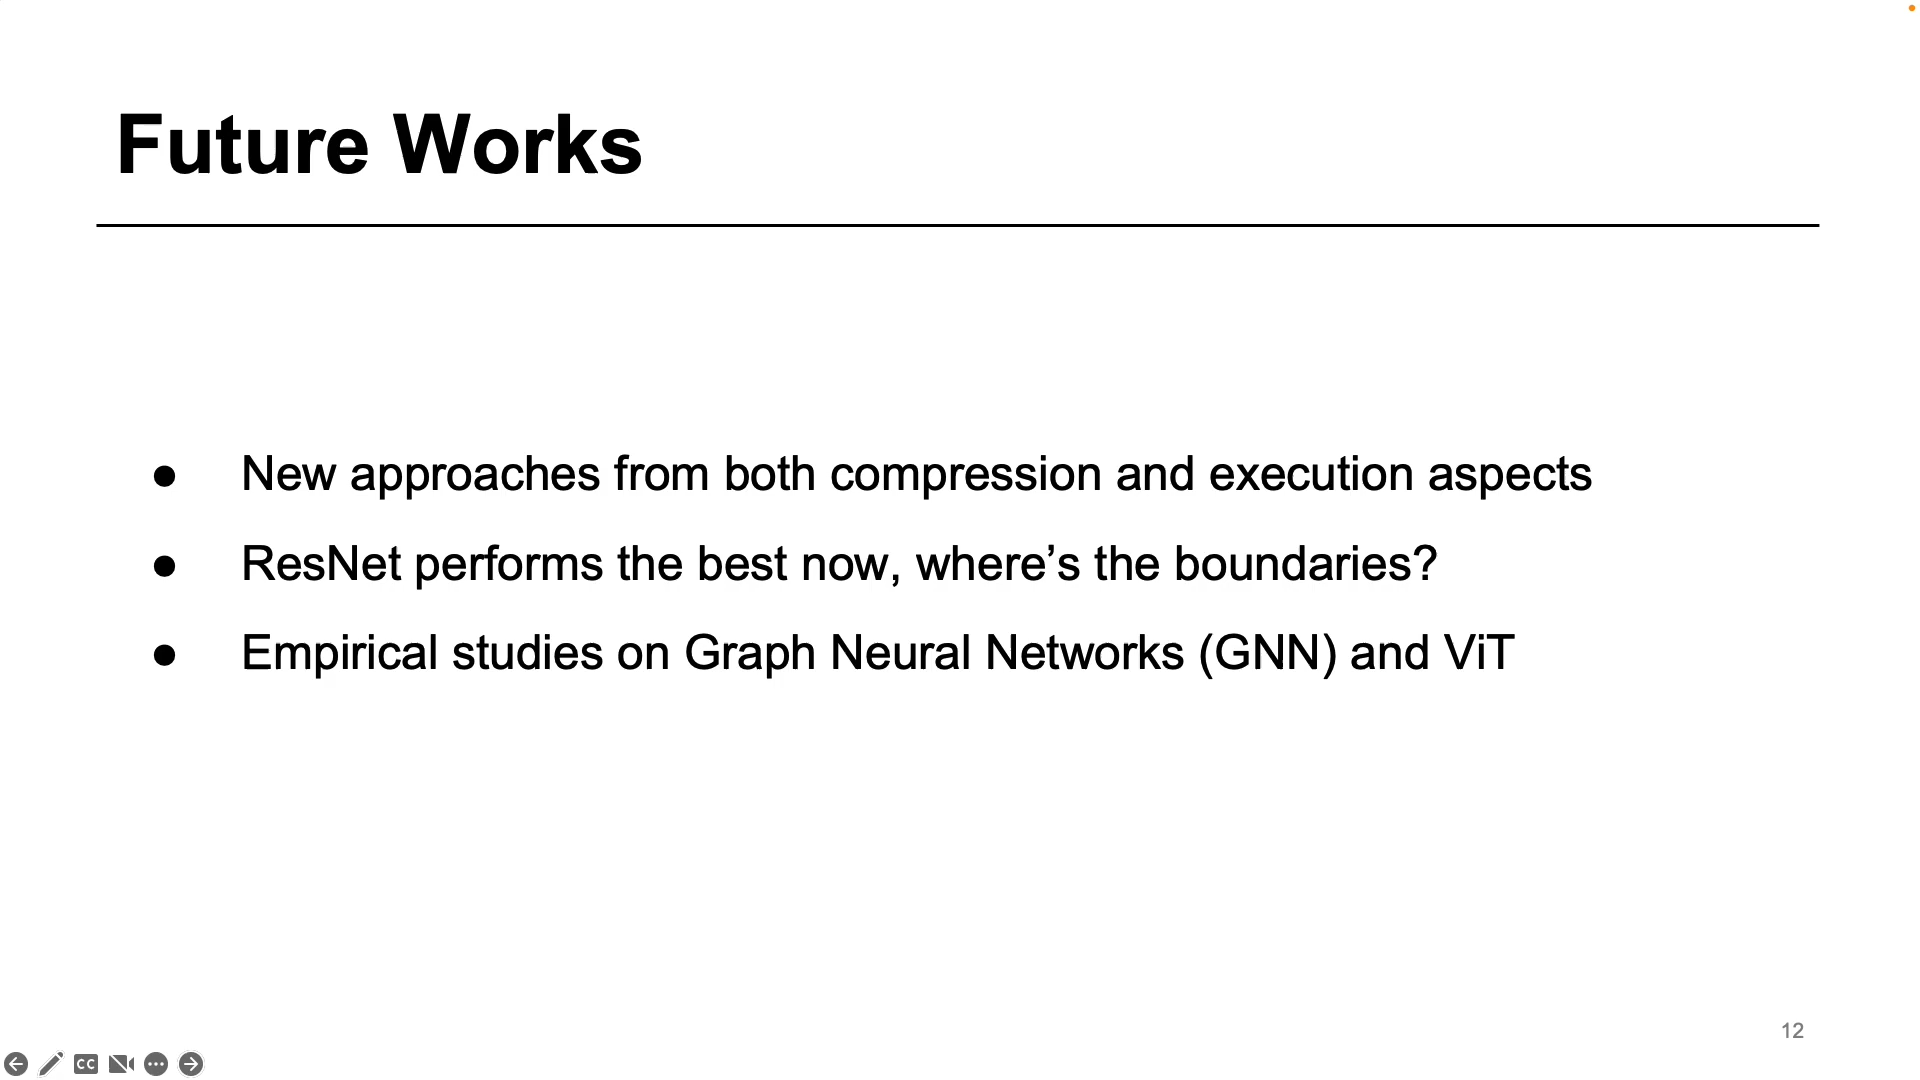 Future Works
● New approaches from both compression and execution aspects
● ResNet performs the best now, where’s the boundaries?
● Empirical studies on Graph Neural Networks (GNN) and ViT
12
CC